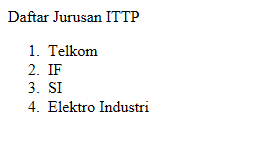 Daftar Jurusan ITTP
1. Telkom
2. IF
3. SI
4. Elektro Industri